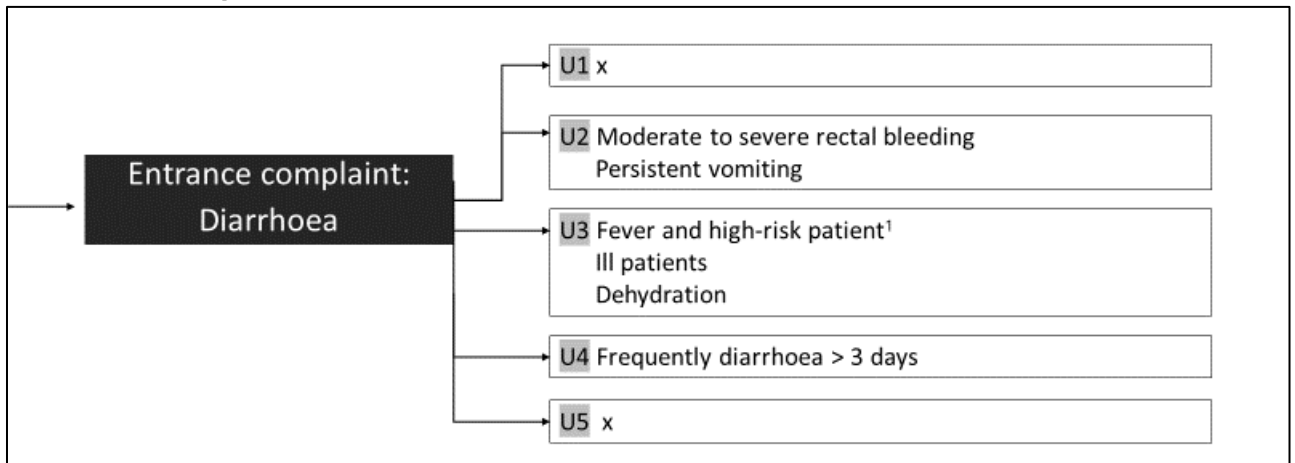 Entrance complaint:
Diarrhoea
U1 x
U2 Moderate to severe rectal bleeding
Persistent vomiting
U3 Fever and high-risk patient¹
Ill patients
Dehydration
U4 Frequently diarrhoea > 3 days
U5 x